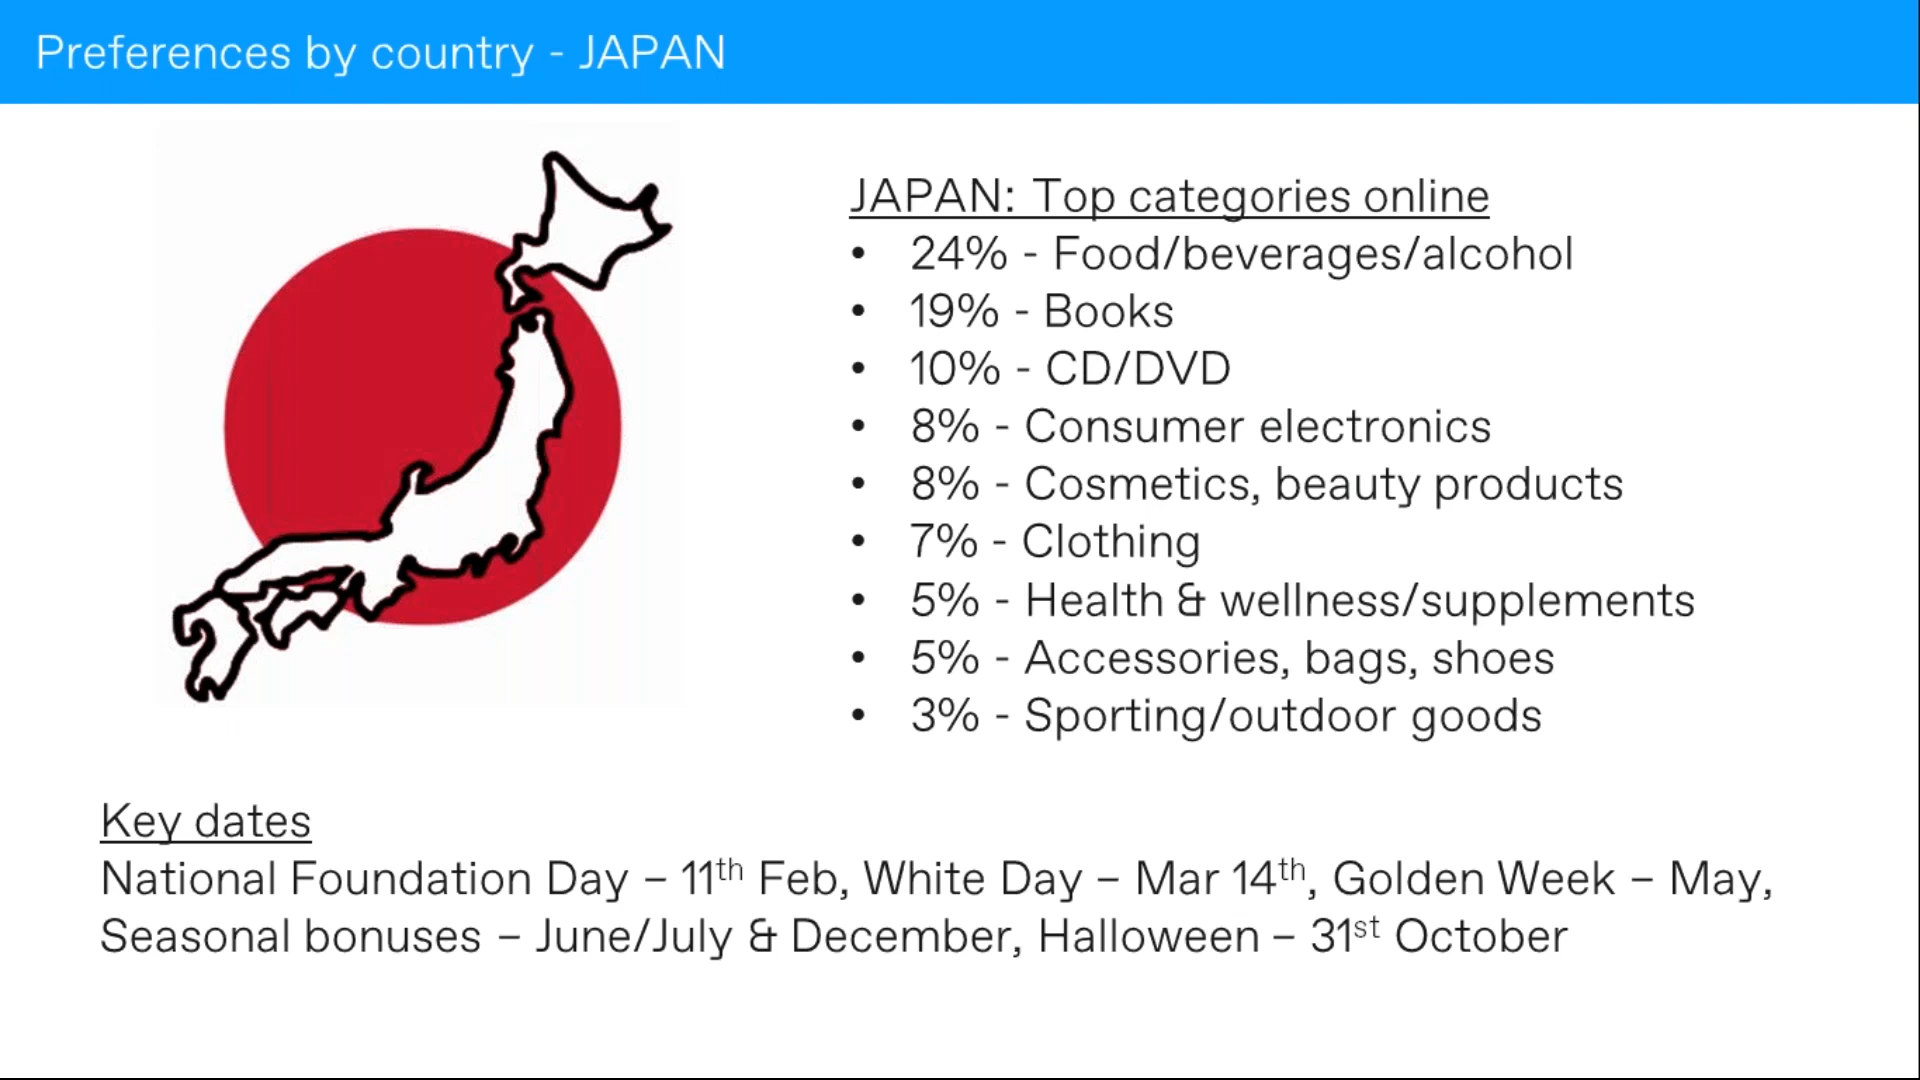 Preferences by country - JAPAN
JAPAN: Top categories online
• 24% - Food/beverages/alcohol
• 19% - Books
• 10% - CD/DVD
• 8% - Consumer electronics
• 8% - Cosmetics, beauty products
• 7% - Clothing
• 5% - Health & wellness/supplements
• 5% - Accessories, bags, shoes
• 3% - Sporting/outdoor goods
Key dates
National Foundation Day – 11th Feb, White Day – Mar 14th, Golden Week – May,
Seasonal bonuses – June/July & December, Halloween – 31st October